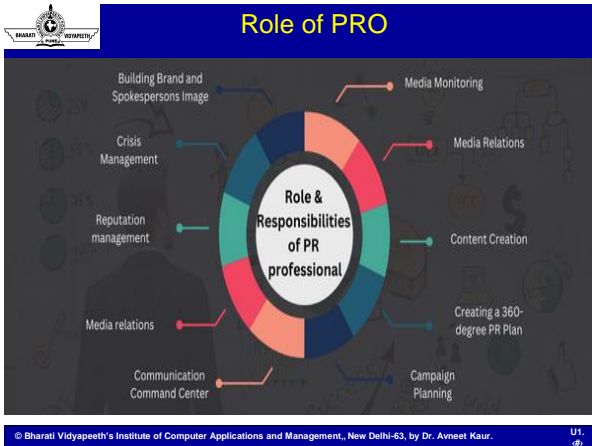 Role of PRO
BHARATI
VIDYAPEETH
PUNE
Building Brand and
Spokespersons Image
Media Monitoring
Crisis
Management
Media Relations
Role &
Responsibilities
of PR
professional
Reputation
management
Content Creation
Media relations
Creating a 360-
degree PR Plan
Communication
Command Center
Campaign
Planning
© Bharati Vidyapeeth's Institute of Computer Applications and Management,, New Delhi-63, by Dr. Avneet Kaur.
U1.
‹#›